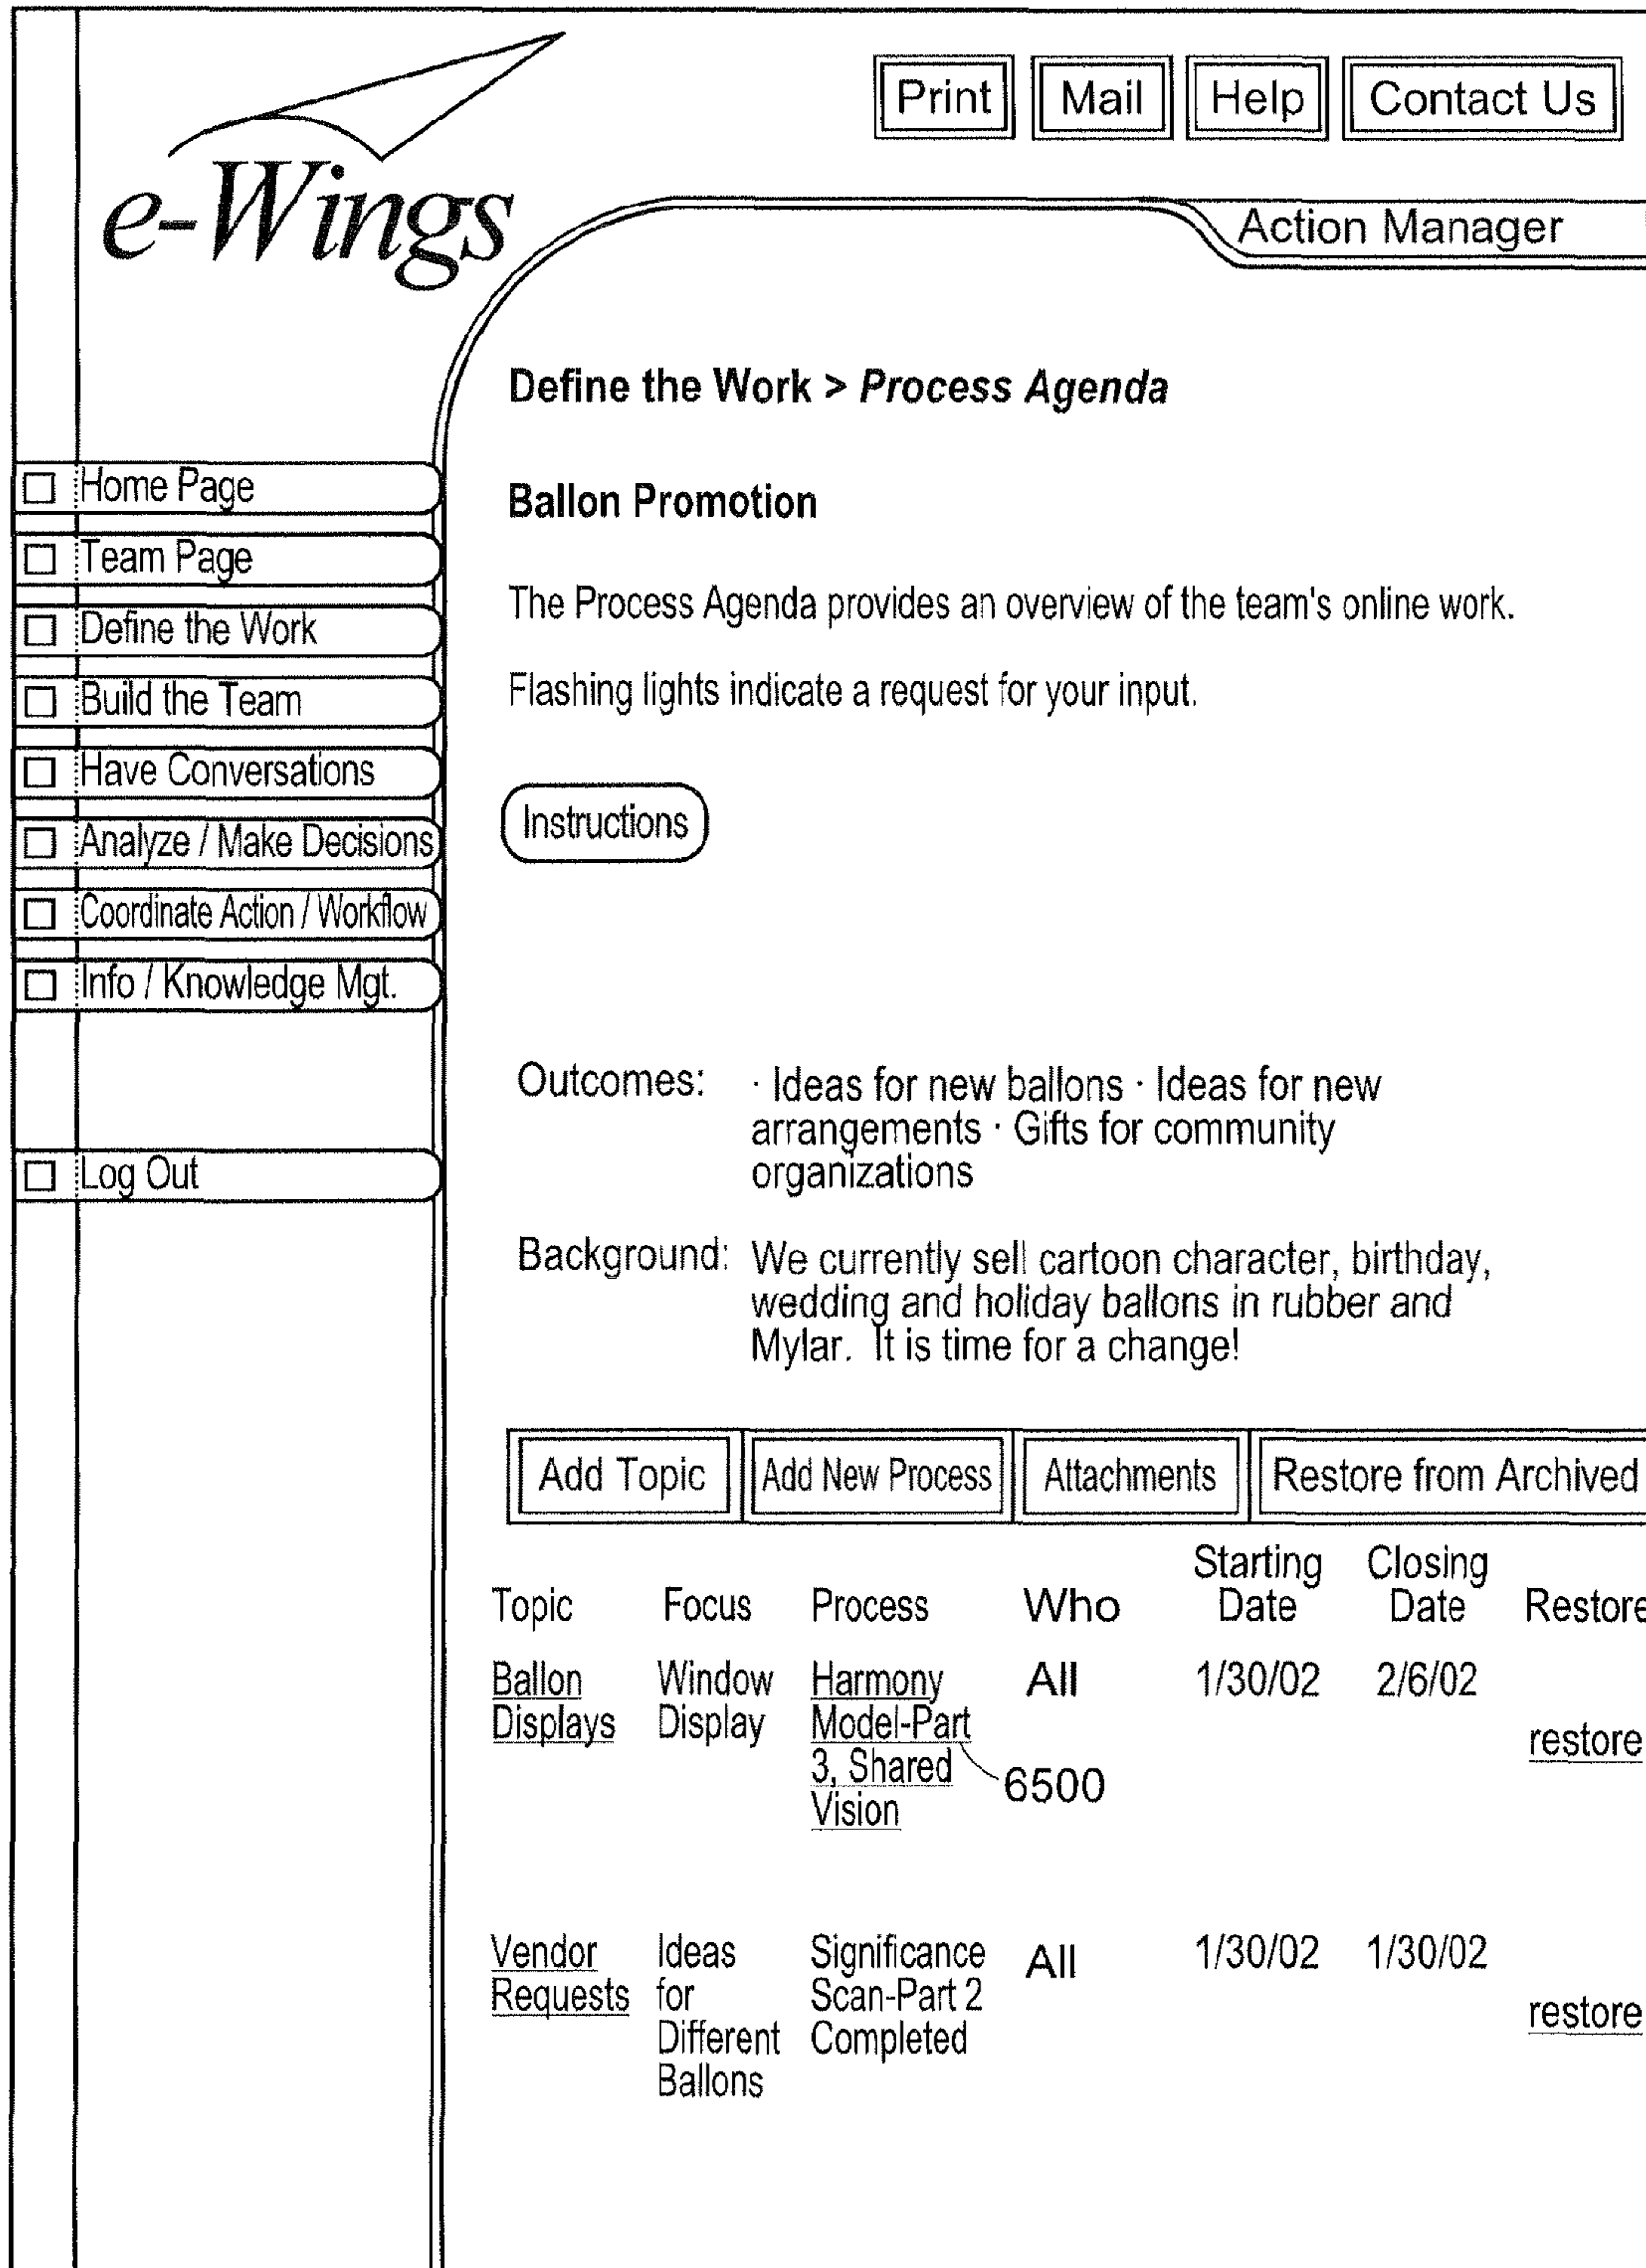 e-Wings
Print Mail Help Contact Us
Action Manager
Define the Work > Process Agenda
Ballon Promotion
The Process Agenda provides an overview of the team's online work.
Flashing lights indicate a request for your input.
Instructions
Home Page
Team Page
Define the Work
Build the Team
Have Conversations
Analyze / Make Decisions
Coordinate Action / Workflow
Info / Knowledge Mgt.
Log Out
Outcomes: · Ideas for new ballons · Ideas for new
arrangements · Gifts for community
organizations
Background: We currently sell cartoon character, birthday,
wedding and holiday ballons in rubber and
Mylar. It is time for a change!
Add Topic Add New Process Attachments Restore from Archived
Starting Closing
Topic Focus Process Who Date Date Restore
Ballon Window Harmony All 1/30/02 2/6/02
Displays Display Model-Part
restore
3, Shared
6500
Vision
Vendor Ideas Significance All 1/30/02 1/30/02
Requests for Scan-Part 2
restore
Different Completed
Ballons